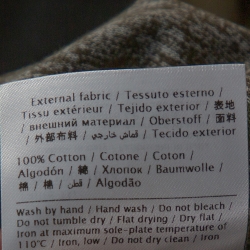 External fabric / Tessuto esterno /
Tissu extérieur / Tejido exterior / 表地
/ внешний материал / Oberstoff / 面料
/ 外部布料 / قماش خارجي / Tecido exterior
100% Cotton / Cotone / Coton /
Algodón / 綿 / Хлопок / Baumwolle /
棉 / 棉 / قطن / Algodão
Wash by hand / Hand wash / Do not bleach /
Do not tumble dry / Flat drying / Dry flat /
Iron at maximum sole-plate temperature of
110°C / Iron, low / Do not dry clean / Iron